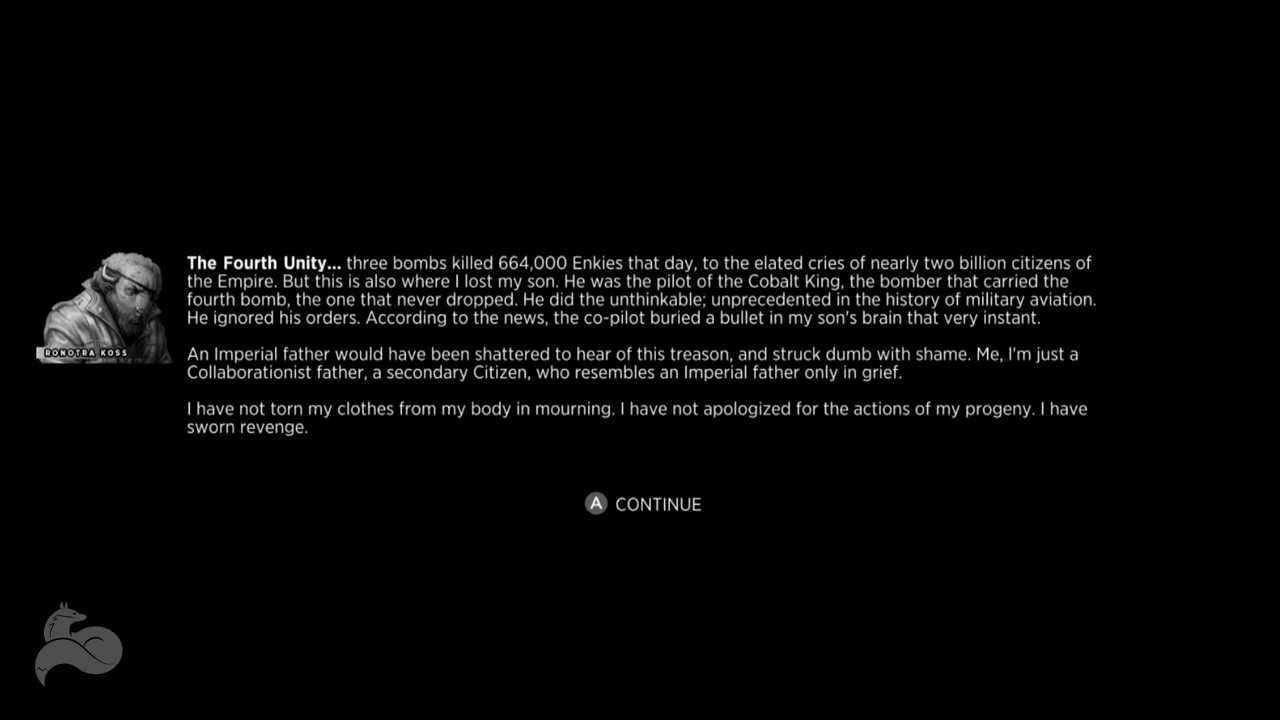 The Fourth Unity... three bombs killed 664,000 Enkies that day, to the elated cries of nearly two billion citizens of
the Empire. But this is also where I lost my son. He was the pilot of the Cobalt King, the bomber that carried the
fourth bomb, the one that never dropped. He did the unthinkable; unprecedented in the history of military aviation.
He ignored his orders. According to the news, the co-pilot buried a bullet in my son's brain that very instant.
An Imperial father would have been shattered to hear of this treason, and struck dumb with shame. Me, I'm just a
Collaborationist father, a secondary Citizen, who resembles an Imperial father only in grief.
I have not torn my clothes from my body in mourning. I have not apologized for the actions of my progeny. I have
sworn revenge.
RONOTRA KOSS
A CONTINUE